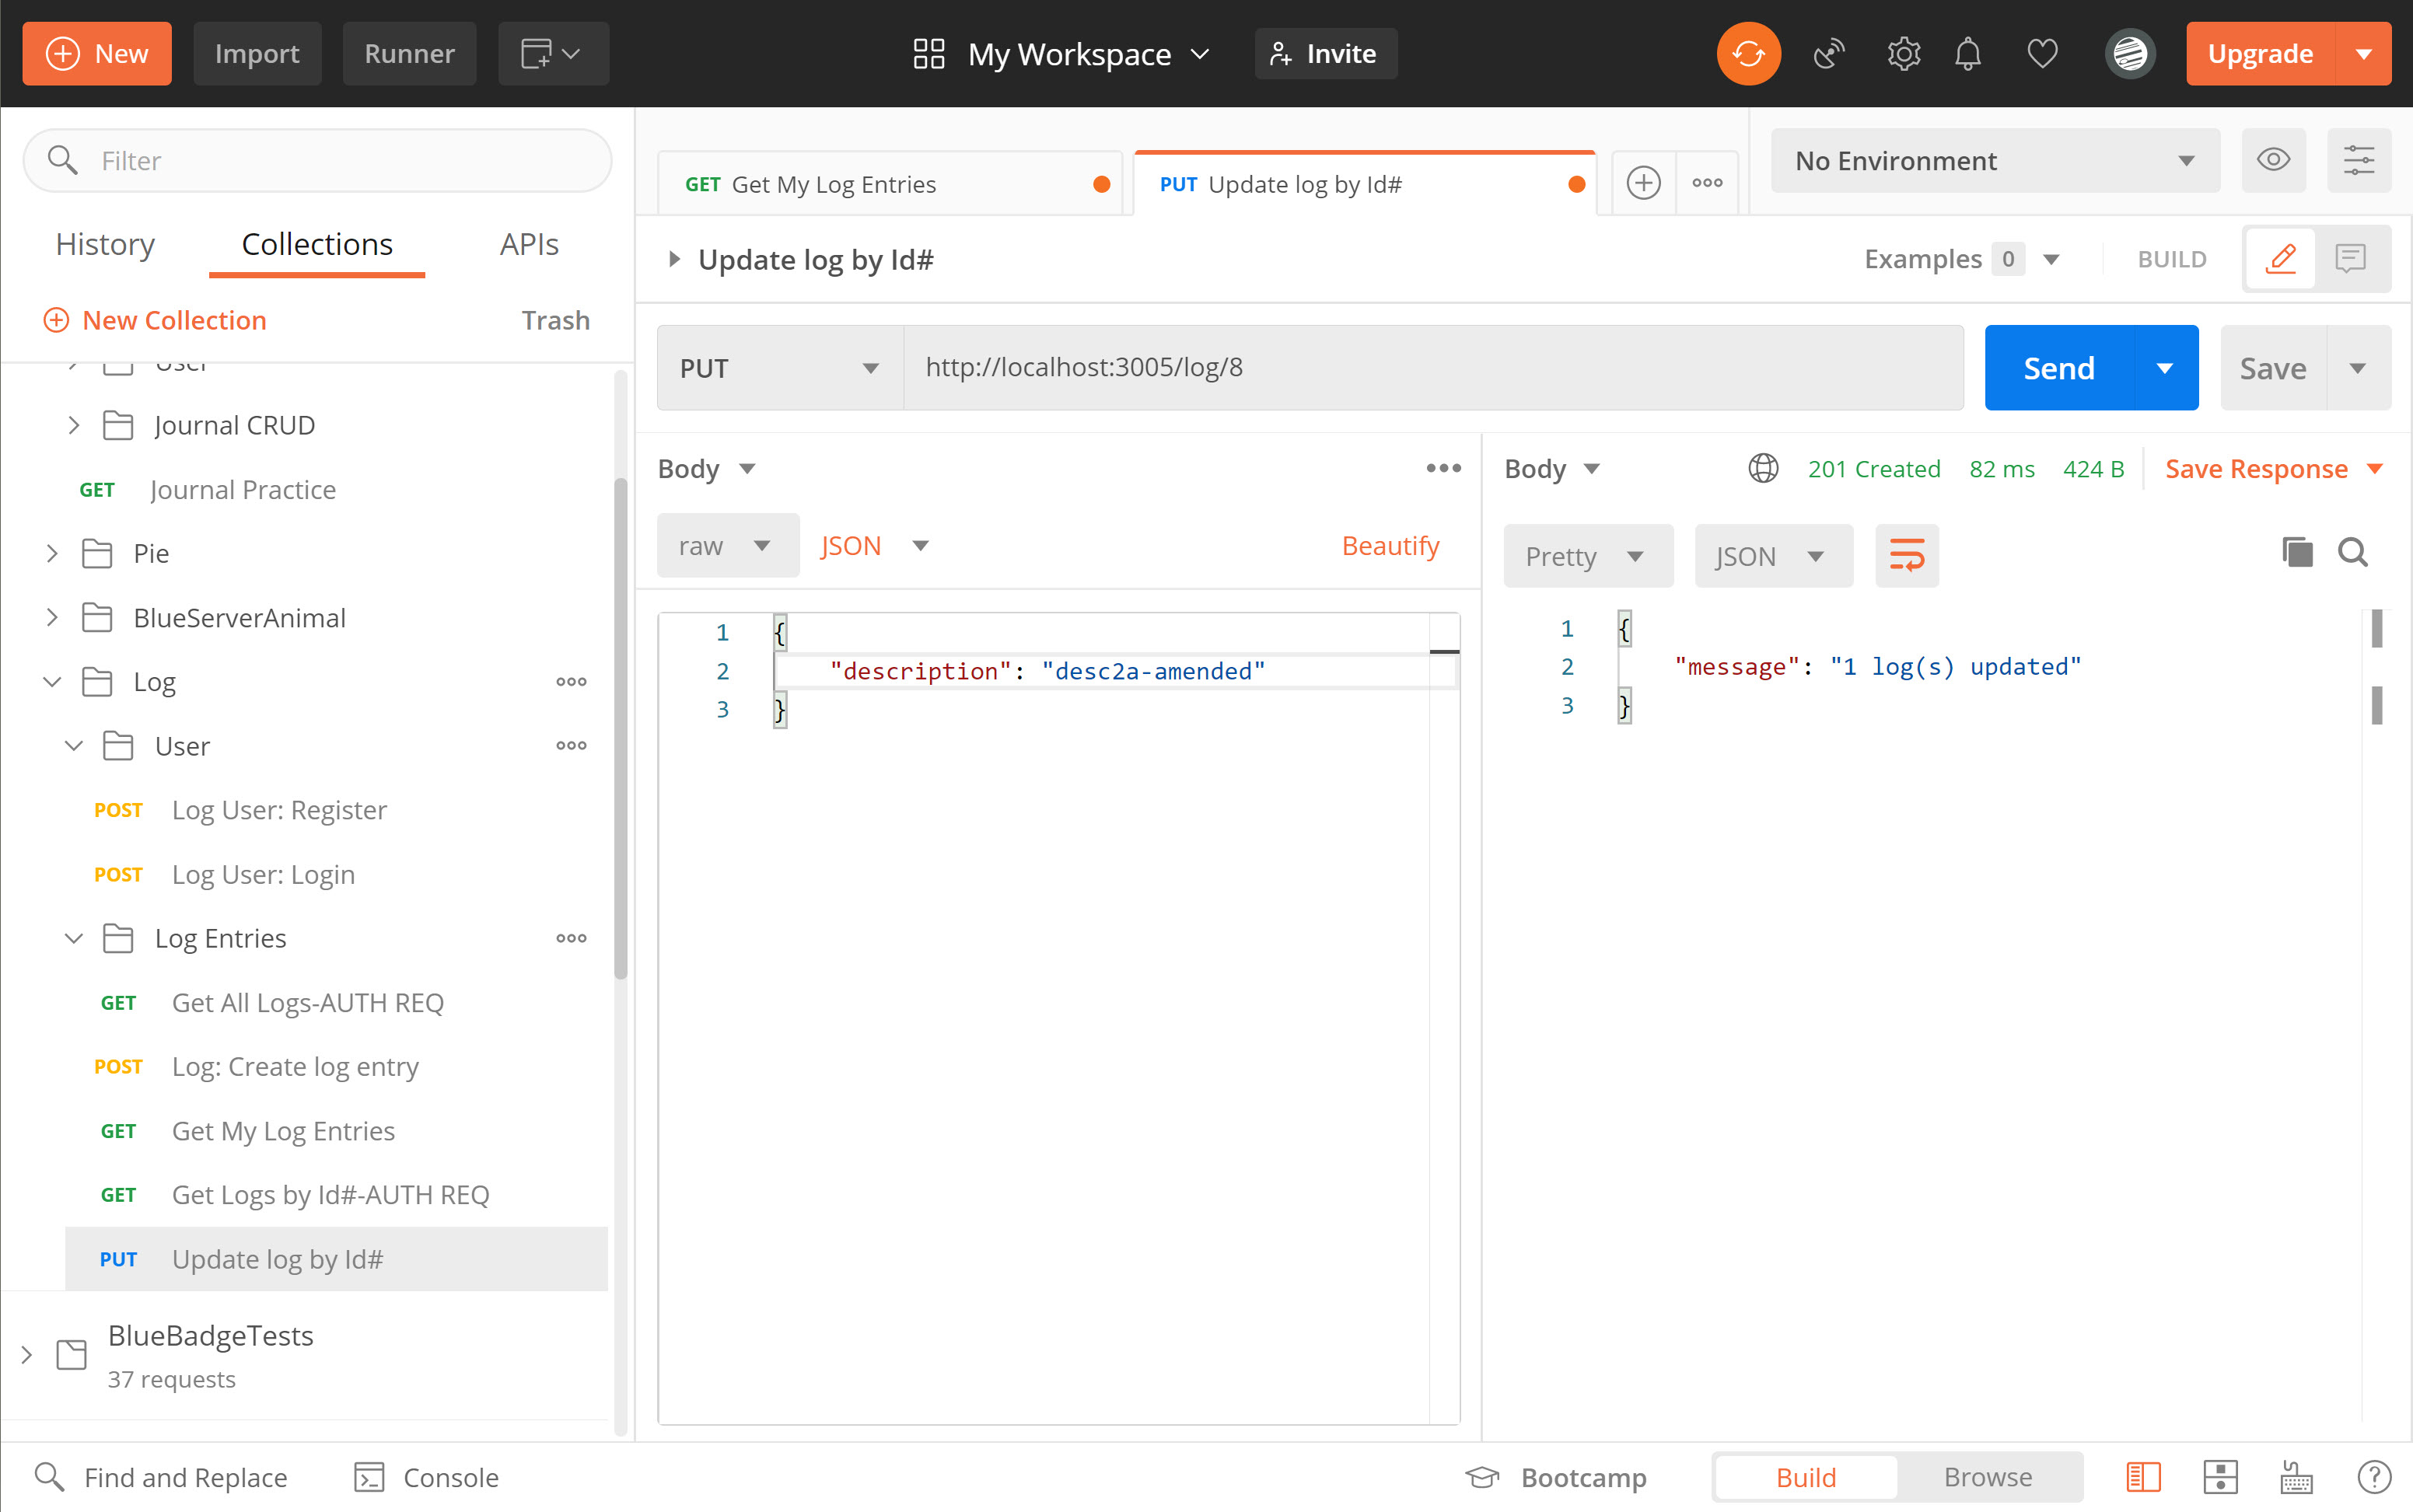 New
Import
Runner
My Workspace
Invite
Upgrade
Filter
History
Collections
APIs
New Collection
Trash
User
Journal CRUD
GET Journal Practice
Pie
BlueServerAnimal
Log
User
POST Log User: Register
POST Log User: Login
Log Entries
GET Get All Logs-AUTH REQ
POST Log: Create log entry
GET Get My Log Entries
GET Get Logs by Id#-AUTH REQ
PUT Update log by Id#
BlueBadgeTests
37 requests
GET Get My Log Entries
PUT Update log by Id#
No Environment
Update log by Id#
Examples 0
BUILD
PUT
http://localhost:3005/log/8
Send
Save
Body
raw
JSON
Beautify
1 {
2 "description": "desc2a-amended"
3 }
Body
201 Created
82 ms
424 B
Save Response
Pretty
JSON
1 {
2 "message": "1 log(s) updated"
3 }
Find and Replace
Console
Bootcamp
Build
Browse